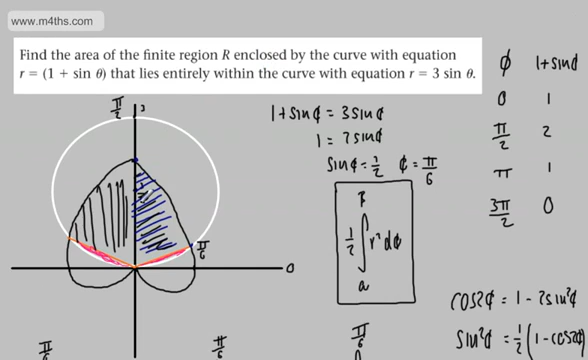 www.m4ths.com
Find the area of the finite region R enclosed by the curve with equation
r = (1 + sin θ) that lies entirely within the curve with equation r = 3 sin θ.
π/2
1+sinϕ = 3sinϕ
1 = 2sinϕ
sinϕ = 1/2 ϕ = π/6
ϕ 1+sinϕ
0 1
π/2 2
π 1
3π/2 0
β
1/2 ∫ r² dϕ
a
π/6
0
cos2ϕ = 1 - 2sin²ϕ
sin²ϕ = 1/2 (1-cos2ϕ)
π/6
π/6
π/6